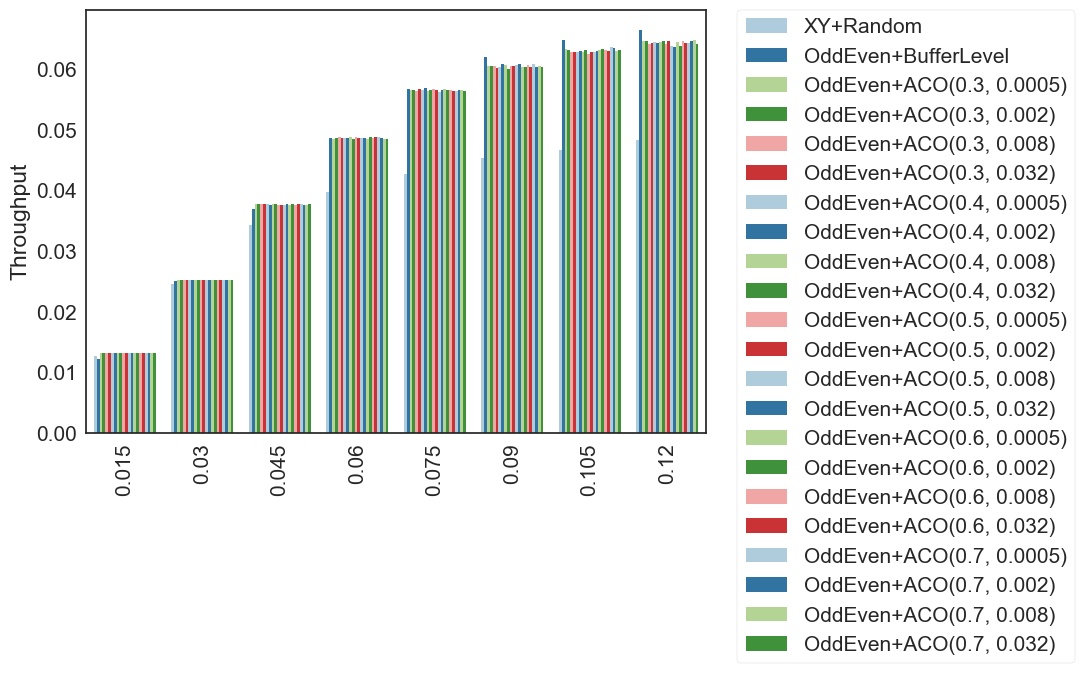 Throughput
0.06
0.05
0.04
0.03
0.02
0.01
0.00
0.015
0.03
0.045
0.06
0.075
0.09
0.105
0.12
XY+Random
OddEven+BufferLevel
OddEven+ACO(0.3, 0.0005)
OddEven+ACO(0.3, 0.002)
OddEven+ACO(0.3, 0.008)
OddEven+ACO(0.3, 0.032)
OddEven+ACO(0.4, 0.0005)
OddEven+ACO(0.4, 0.002)
OddEven+ACO(0.4, 0.008)
OddEven+ACO(0.4, 0.032)
OddEven+ACO(0.5, 0.0005)
OddEven+ACO(0.5, 0.002)
OddEven+ACO(0.5, 0.008)
OddEven+ACO(0.5, 0.032)
OddEven+ACO(0.6, 0.0005)
OddEven+ACO(0.6, 0.002)
OddEven+ACO(0.6, 0.008)
OddEven+ACO(0.6, 0.032)
OddEven+ACO(0.7, 0.0005)
OddEven+ACO(0.7, 0.002)
OddEven+ACO(0.7, 0.008)
OddEven+ACO(0.7, 0.032)